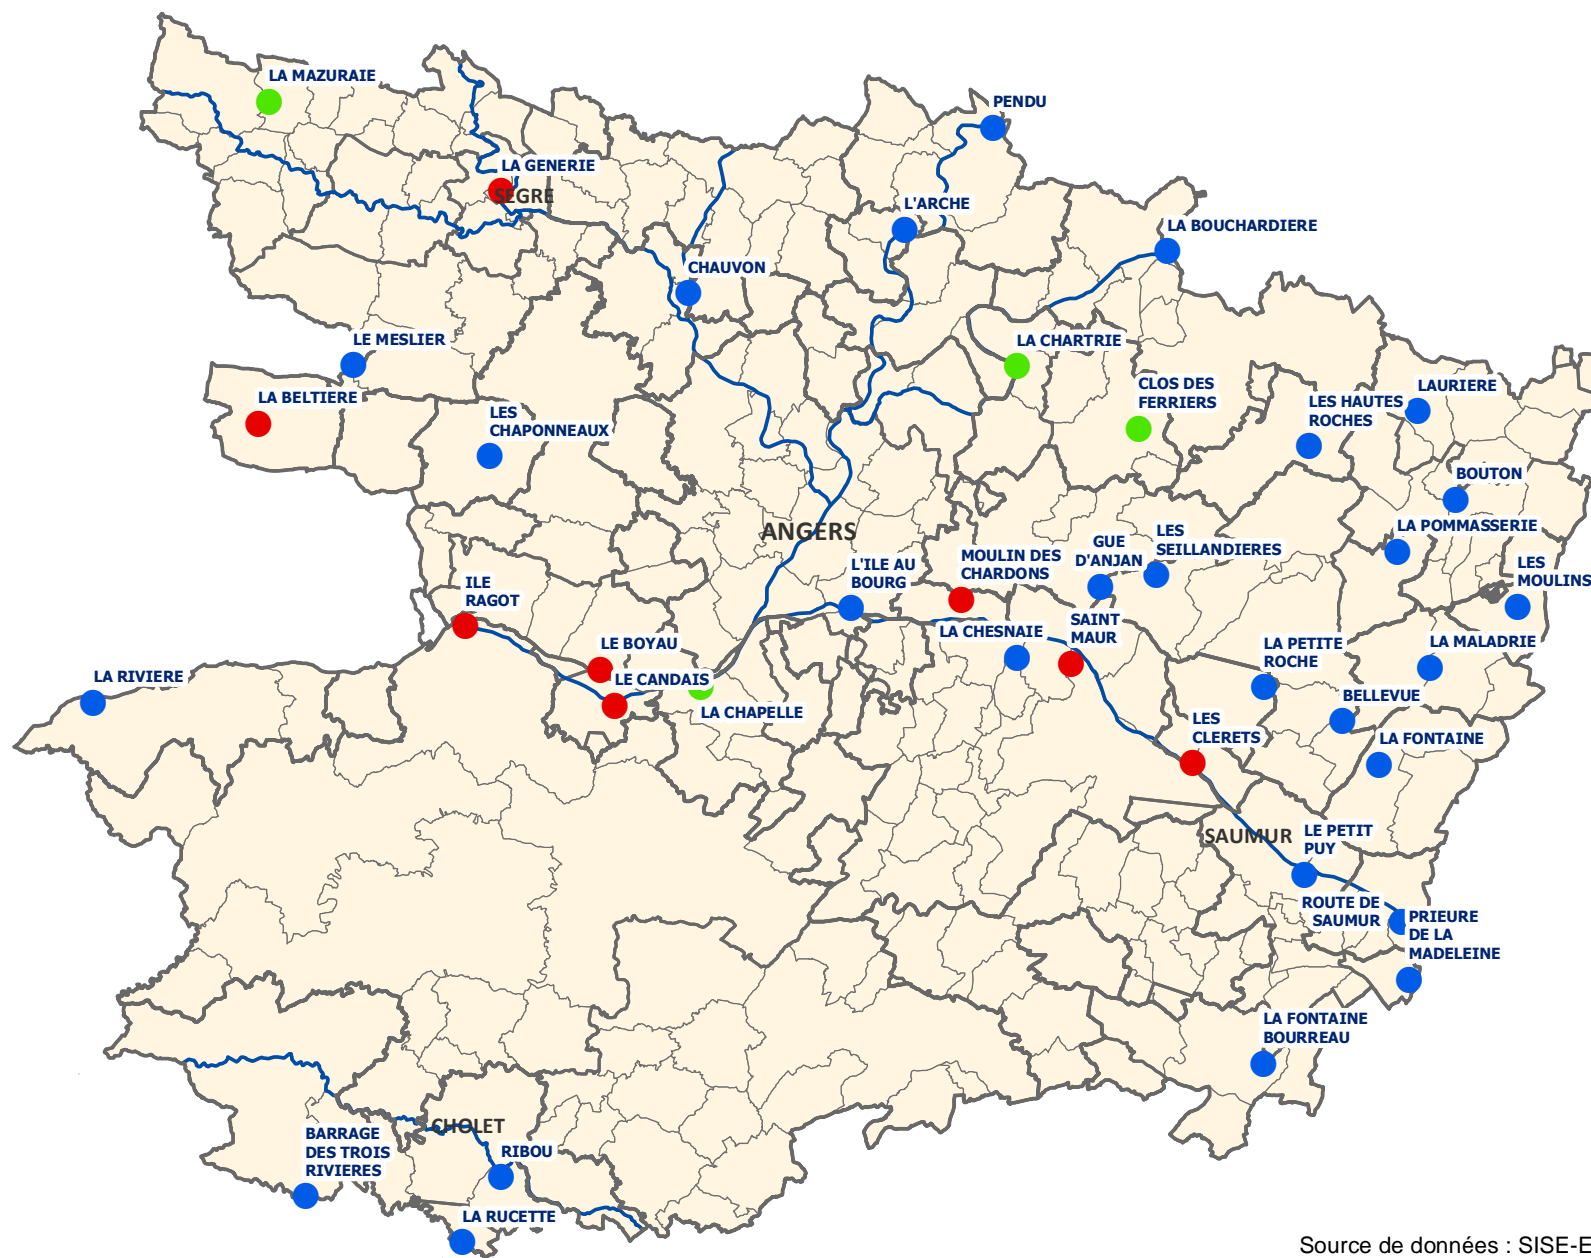 LA MAZURAIE
PENDU
LA GENERIE
SEGRE
L'ARCHE
LA BOUCHARDIERE
CHAUVON
LE MESLIER
LA CHARTRIE
LA BELTIERE
LES
CHAPONNEAUX
CLOS DES
FERRIERS
LES HAUTES
ROCHES
LAURIERE
BOUTON
LA POMMASSERIE
ANGERS
L'ILE AU
BOURG
MOULIN DES
CHARDONS
GUE
D'ANJAN
LES
SEILLANDIERES
LES
MOULINS
ILE
RAGOT
LA CHESNAIE
SAINT
MAUR
LE BOYAU
LA PETITE
ROCHE
LA MALADRIE
LA RIVIERE
LE CANDAIS
LA CHAPELLE
BELLEVUE
LES
CLERETS
LA FONTAINE
SAUMUR
LE PETIT
PUY
ROUTE DE
SAUMUR
PRIEURE
DE LA
MADELEINE
LA FONTAINE
BOURREAU
CHOLET
BARRAGE
DES TROIS
RIVIERES
RIBOU
LA RUCETTE
Source de données : SISE-E